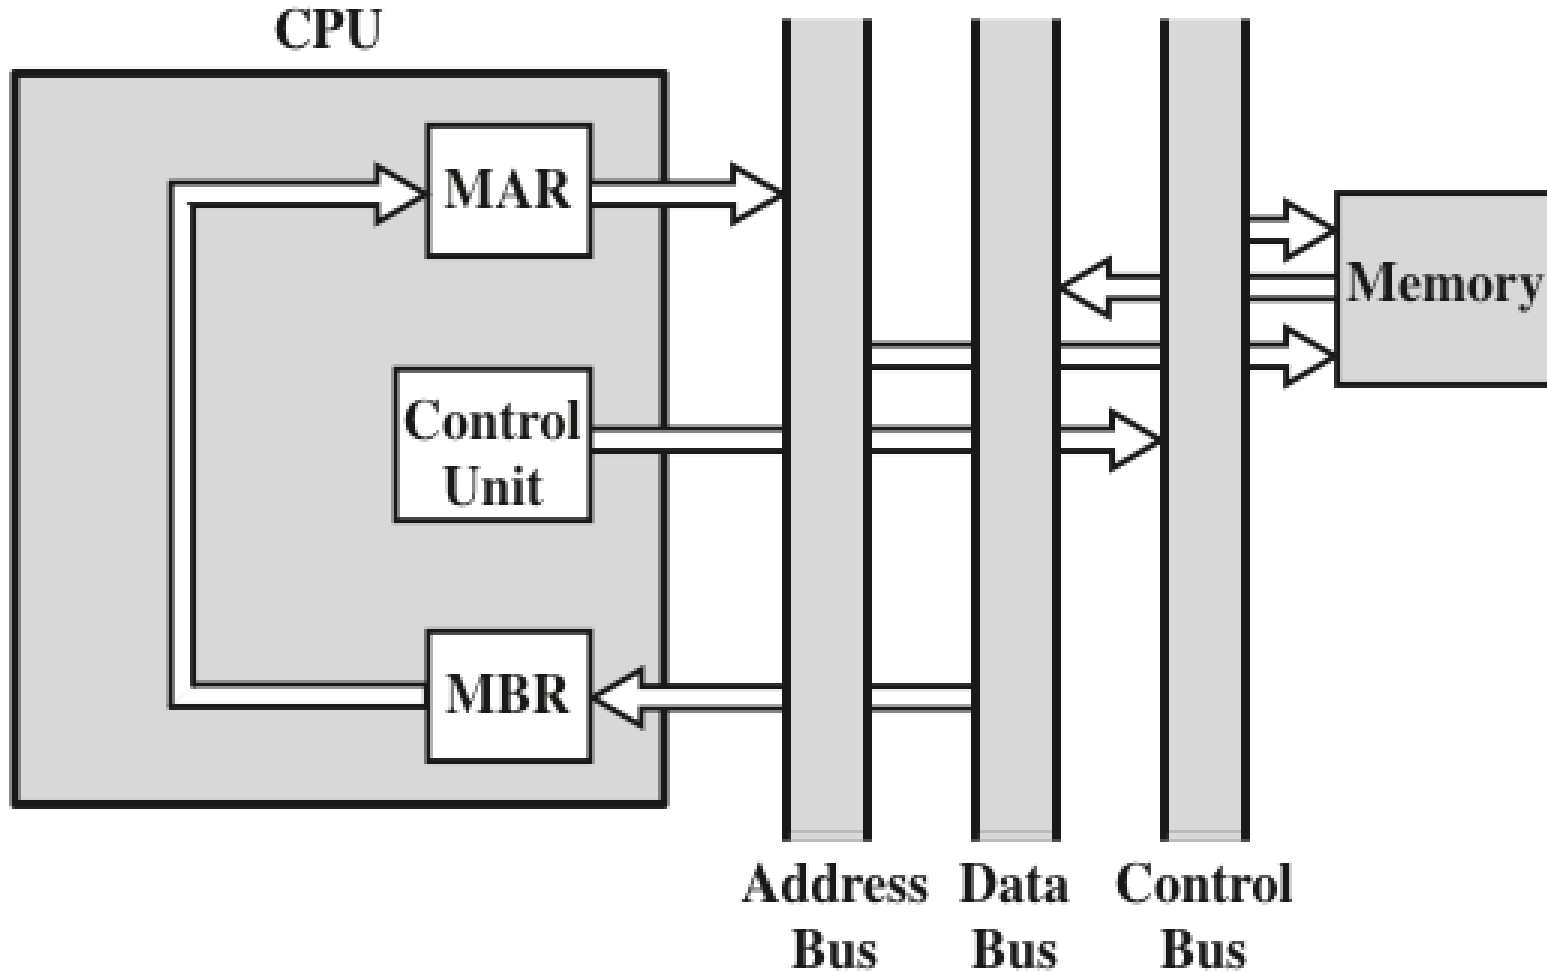 CPU
MAR
Memory
Control
Unit
MBR
Address
Bus
Data
Bus
Control
Bus